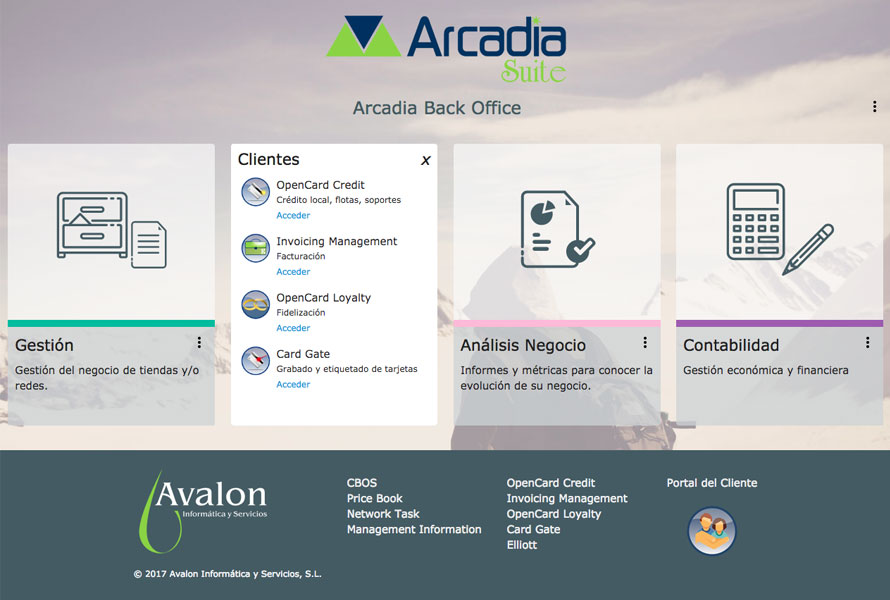 Arcadia
Suite
Arcadia Back Office
Gestión
Gestión del negocio de tiendas y/o
redes.
Clientes
x
OpenCard Credit
Crédito local, flotas, soportes
Acceder
Invoicing Management
Facturación
Acceder
OpenCard Loyalty
Fidelización
Acceder
Card Gate
Grabado y etiquetado de tarjetas
Acceder
Análisis Negocio
Informes y métricas para conocer la
evolución de su negocio.
Contabilidad
Gestión económica y financiera
Avalon
Informática y Servicios
© 2017 Avalon Informática y Servicios, S.L.
CBOS
Price Book
Network Task
Management Information
OpenCard Credit
Invoicing Management
OpenCard Loyalty
Card Gate
Elliott
Portal del Cliente